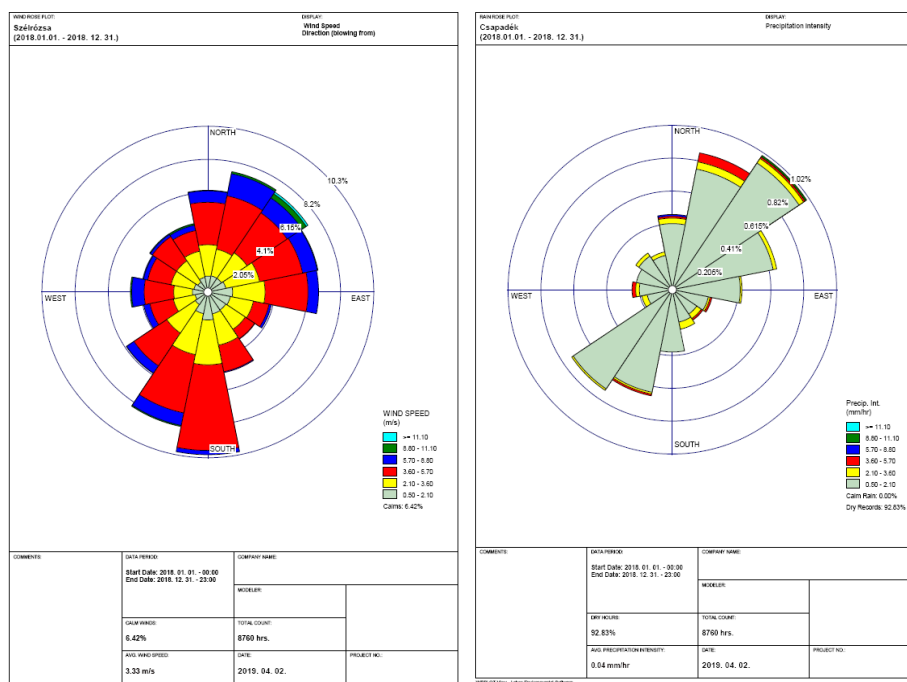 WIND ROSE PLOT:
Szélrózsa
(2018.01.01. - 2018. 12. 31.)
DISPLAY:
Wind Speed
Direction (blowing from)
NORTH
10.3%
8.2%
6.15%
4.1%
2.05%
WEST
EAST
SOUTH
WIND SPEED
(m/s)
>= 11.10
8.80 - 11.10
5.70 - 8.80
3.60 - 5.70
2.10 - 3.60
0.50 - 2.10
Calms: 6.42%
COMMENTS:
DATA PERIOD:
Start Date: 2018. 01. 01. - 00:00
End Date: 2018. 12. 31. - 23:00
COMPANY NAME:
MODELER:
CALM WINDS:
6.42%
TOTAL COUNT:
8760 hrs.
AVG. WIND SPEED:
3.33 m/s
DATE:
2019. 04. 02.
PROJECT NO.:
RAIN ROSE PLOT:
Csapadék
(2018.01.01. - 2018. 12. 31.)
DISPLAY:
Precipitation Intensity
NORTH
1.02%
0.82%
0.615%
0.41%
0.205%
WEST
EAST
SOUTH
Precip. Int.
(mm/hr)
>= 11.10
8.80 - 11.10
5.70 - 8.80
3.60 - 5.70
2.10 - 3.60
0.50 - 2.10
Calm Rain: 0.00%
Dry Records: 92.83%
COMMENTS:
DATA PERIOD:
Start Date: 2018. 01. 01. - 00:00
End Date: 2018. 12. 31. - 23:00
COMPANY NAME:
MODELER:
DRY HOURS:
92.83%
TOTAL COUNT:
8760 hrs.
AVG. PRECIPITATION INTENSITY:
0.04 mm/hr
DATE:
2019. 04. 02.
PROJECT NO.: